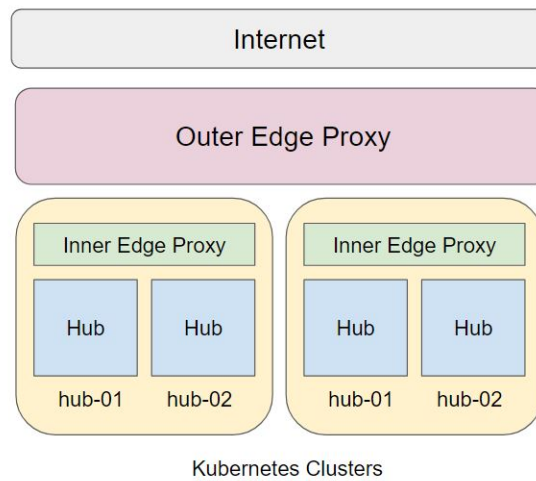 Internet
Outer Edge Proxy
Inner Edge Proxy
Inner Edge Proxy
Hub
Hub
Hub
Hub
hub-01
hub-02
hub-01
hub-02
Kubernetes Clusters